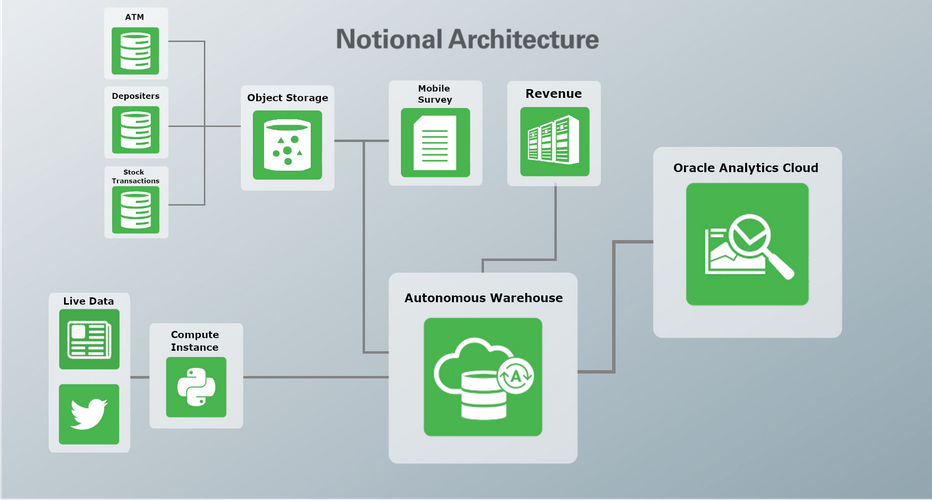 Notional Architecture
ATM
Depositers
Stock
Transactions
Object Storage
Mobile
Survey
Revenue
Oracle Analytics Cloud
Live Data
Compute
Instance
Autonomous Warehouse
A